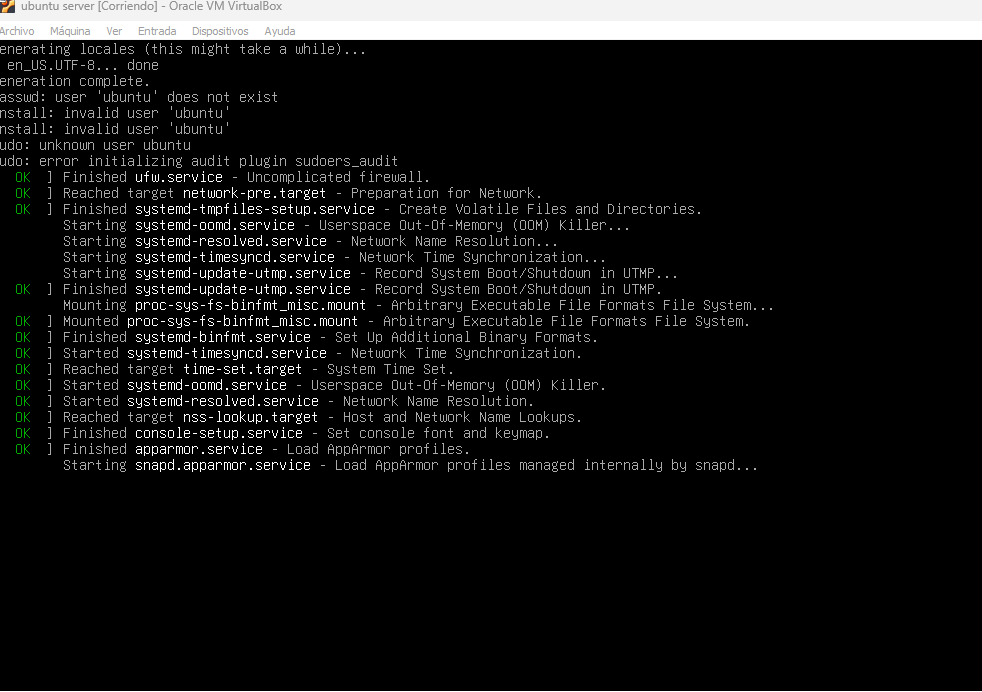 ubuntu server [Corriendo] - Oracle VM VirtualBox
Archivo Máquina Ver Entrada Dispositivos Ayuda
enerating locales (this might take a while)...
en_US.UTF-8... done
eneration complete.
asswd: user 'ubuntu' does not exist
nstall: invalid user 'ubuntu'
nstall: invalid user 'ubuntu'
udo: unknown user ubuntu
udo: error initializing audit plugin sudoers_audit
OK ] Finished ufw.service - Uncomplicated firewall.
OK ] Reached target network-pre.target - Preparation for Network.
OK ] Finished systemd-tmpfiles-setup.service - Create Volatile Files and Directories.
Starting systemd-oomd.service - Userspace Out-Of-Memory (OOM) Killer...
Starting systemd-resolved.service - Network Name Resolution...
Starting systemd-timesyncd.service - Network Time Synchronization...
Starting systemd-update-utmp.service - Record System Boot/Shutdown in UTMP...
OK ] Finished systemd-update-utmp.service - Record System Boot/Shutdown in UTMP.
Mounting proc-sys-fs-binfmt_misc.mount - Arbitrary Executable File Formats File System...
OK ] Mounted proc-sys-fs-binfmt_misc.mount - Arbitrary Executable File Formats File System.
OK ] Finished systemd-binfmt.service - Set Up Additional Binary Formats.
OK ] Started systemd-timesyncd.service - Network Time Synchronization.
OK ] Reached target time-set.target - System Time Set.
OK ] Started systemd-oomd.service - Userspace Out-Of-Memory (OOM) Killer.
OK ] Started systemd-resolved.service - Network Name Resolution.
OK ] Reached target nss-lookup.target - Host and Network Name Lookups.
OK ] Finished console-setup.service - Set console font and keymap.
OK ] Finished apparmor.service - Load AppArmor profiles.
Starting snapd.apparmor.service - Load AppArmor profiles managed internally by snapd...